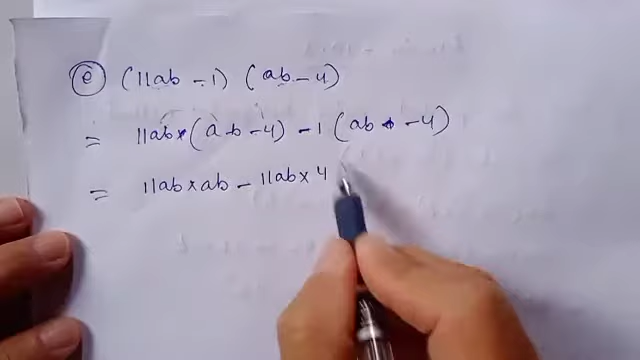 e (11ab - 1) (ab - 4)
= 11ab × (ab - 4) - 1 (ab - 4)
= 11ab × ab - 11ab × 4